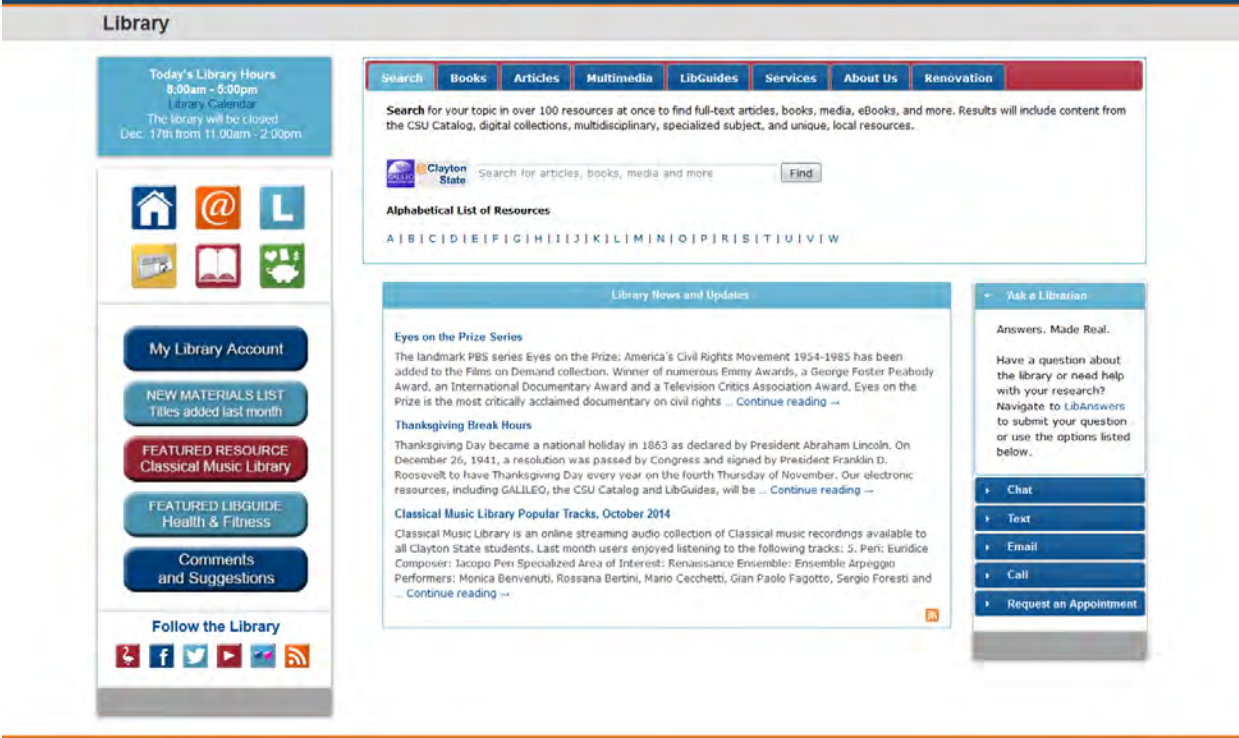 Library
Today's Library Hours
8:00am - 5:00pm
Library Calendar
The library will be closed
Dec. 17th from 11:00am - 2:00pm
@
L
My Library Account
NEW MATERIALS LIST
Titles added last month
FEATURED RESOURCE
Classical Music Library
FEATURED LIBGUIDE
Health & Fitness
Comments
and Suggestions
Follow the Library
Search Books Articles Multimedia LibGuides Services About Us Renovation
Search for your topic in over 100 resources at once to find full-text articles, books, media, eBooks, and more. Results will include content from
the CSU Catalog, digital collections, multidisciplinary, specialized subject, and unique, local resources.
GALILEO
Clayton
State
Search for articles, books, media and more
Find
Alphabetical List of Resources
A | B | C | D | E | F | G | H | I | J | K | L | M | N | O | P | R | S | T | U | V | W
Library News and Updates
Eyes on the Prize Series
The landmark PBS series Eyes on the Prize: America's Civil Rights Movement 1954-1985 has been
added to the Films on Demand collection. Winner of numerous Emmy Awards, a George Foster Peabody
Award, an International Documentary Award and a Television Critics Association Award, Eyes on the
Prize is the most critically acclaimed documentary on civil rights ... Continue reading →
Thanksgiving Break Hours
Thanksgiving Day became a national holiday in 1863 as declared by President Abraham Lincoln. On
December 26, 1941, a resolution was passed by Congress and signed by President Franklin D.
Roosevelt to have Thanksgiving Day every year on the fourth Thursday of November. Our electronic
resources, including GALILEO, the CSU Catalog and LibGuides, will be ... Continue reading →
Classical Music Library Popular Tracks, October 2014
Classical Music Library is an online streaming audio collection of Classical music recordings available to
all Clayton State students. Last month users enjoyed listening to the following tracks: 5. Peri: Euridice
Composer: Iacopo Peri Specialized Area of Interest: Renaissance Ensemble: Ensemble Arpeggio
Performers: Monica Benvenuti, Rossana Bertini, Mario Cecchetti, Gian Paolo Fagotto, Sergio Foresti and
... Continue reading →
Ask a Librarian
Answers. Made Real.
Have a question about
the library or need help
with your research?
Navigate to LibAnswers
to submit your question
or use the options listed
below.
Chat
Text
Email
Call
Request an Appointment